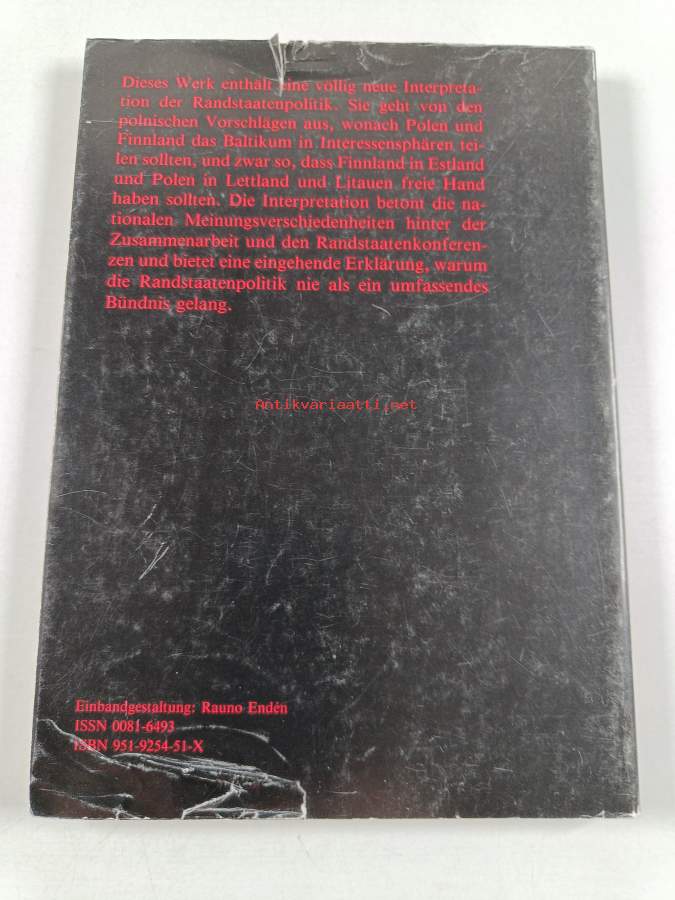 Dieses Werk enthält eine völlig neue Interpreta-
tion der Randstaatenpolitik. Sie geht von den
polnischen Vorschlägen aus, wonach Polen und
Finnland das Baltikum in Interessensphären tei-
len sollten, und zwar so, dass Finnland in Estland
und Polen in Lettland und Litauen freie Hand
haben sollten. Die Interpretation betont die na-
tionalen Meinungsverschiedenheiten hinter der
Zusammenarbeit und den Randstaatenkonferen-
zen und bietet eine eingehende Erklärung, warum
die Randstaatenpolitik nie als ein umfassendes
Bündnis gelang.
Antikvariaatti.net
Einbandgestaltung: Rauno Endén
ISSN 0081-6493
ISBN 951-9254-51-X